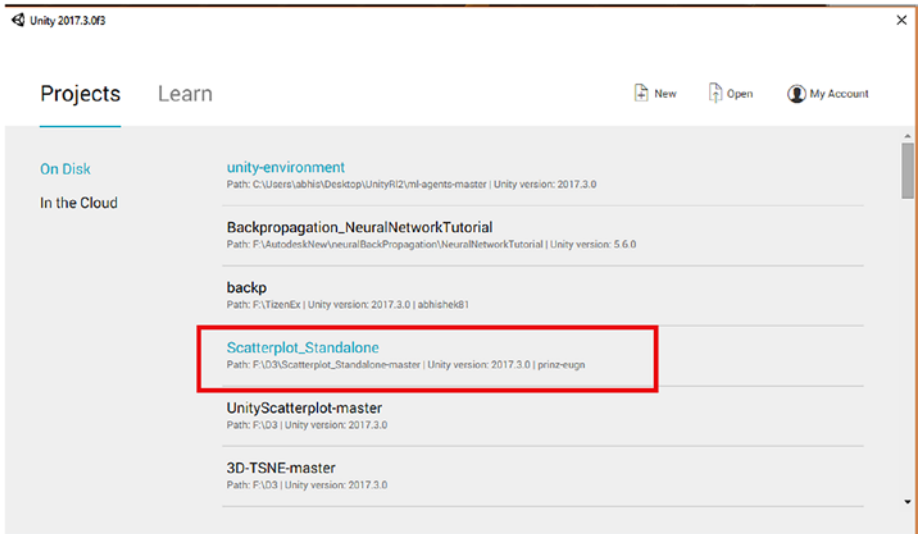 Unity 2017.3.0f3
Projects
Learn
New
Open
My Account
On Disk
In the Cloud
unity-environment
Path: C:\Users\abhis\Desktop\UnityRl2\ml-agents-master | Unity version: 2017.3.0
Backpropagation_NeuralNetworkTutorial
Path: F:\AutodeskNew\neuralBackPropagation\NeuralNetworkTutorial | Unity version: 5.6.0
backp
Path: F:\TizenEx | Unity version: 2017.3.0 | abhishek81
Scatterplot_Standalone
Path: F:\D3\Scatterplot_Standalone-master | Unity version: 2017.3.0 | prinz-eugn
UnityScatterplot-master
Path: F:\D3 | Unity version: 2017.3.0
3D-TSNE-master
Path: F:\D3 | Unity version: 2017.3.0